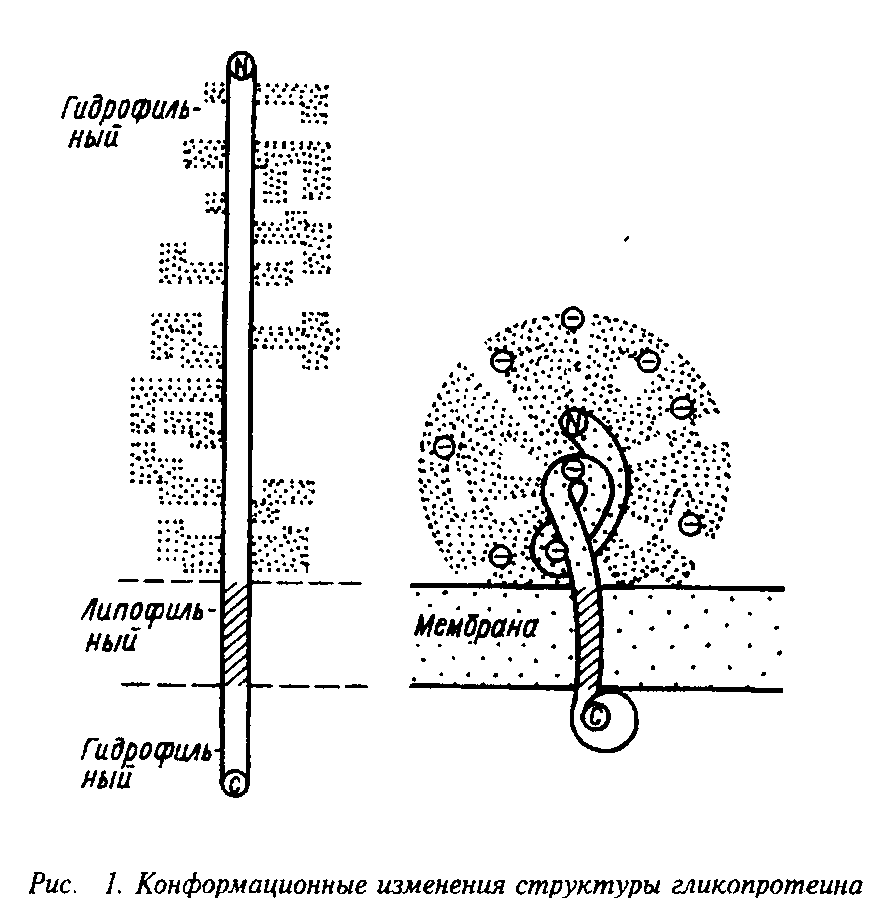 N
Гидрофиль-
ный
N
Липофиль-
ный
Мембрана
Гидрофиль-
ный
C
C
Рис. 1. Конформационные изменения структуры гликопротеина